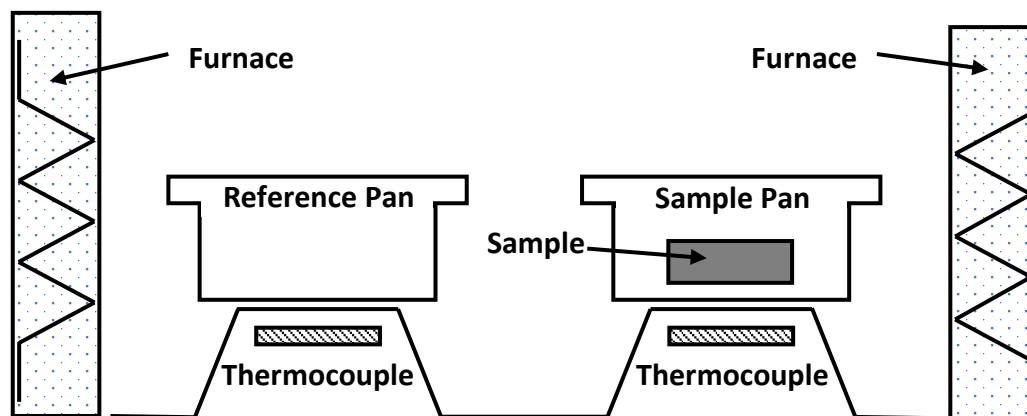 Furnace
Furnace
Reference Pan
Sample Pan
Sample
Thermocouple
Thermocouple